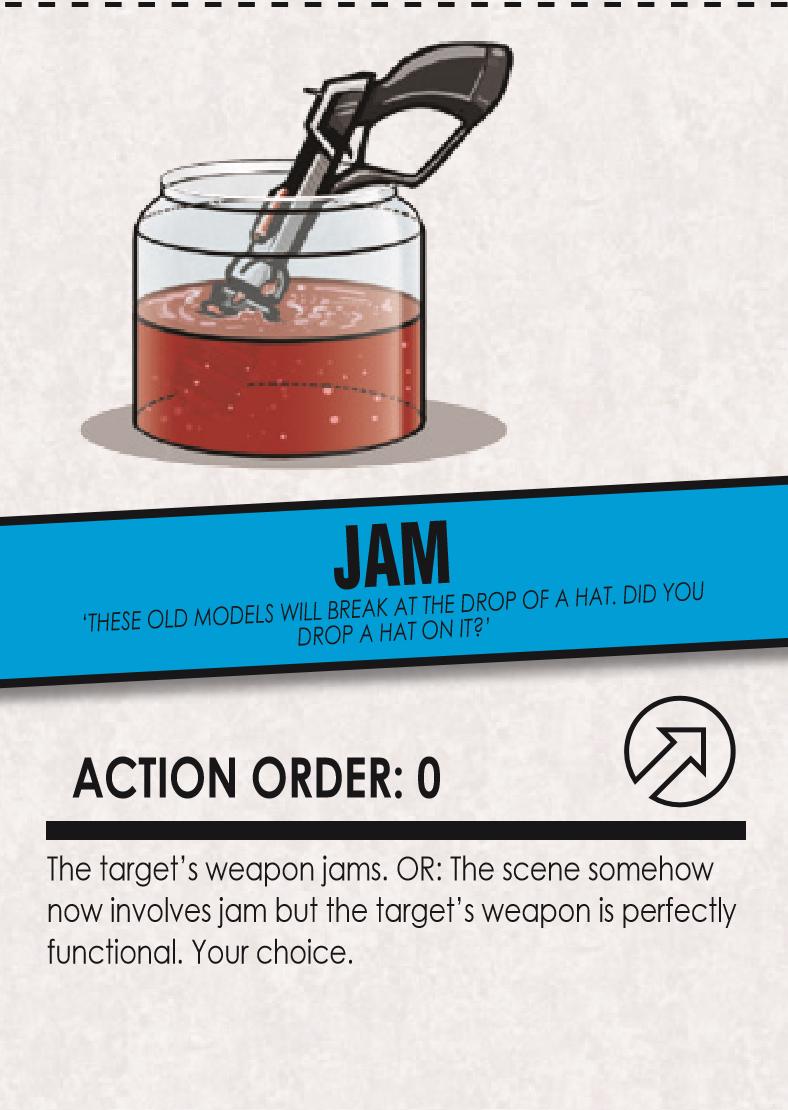 JAM
‘THESE OLD MODELS WILL BREAK AT THE DROP OF A HAT. DID YOU
DROP A HAT ON IT?’
ACTION ORDER: 0
The target’s weapon jams. OR: The scene somehow
now involves jam but the target’s weapon is perfectly
functional. Your choice.